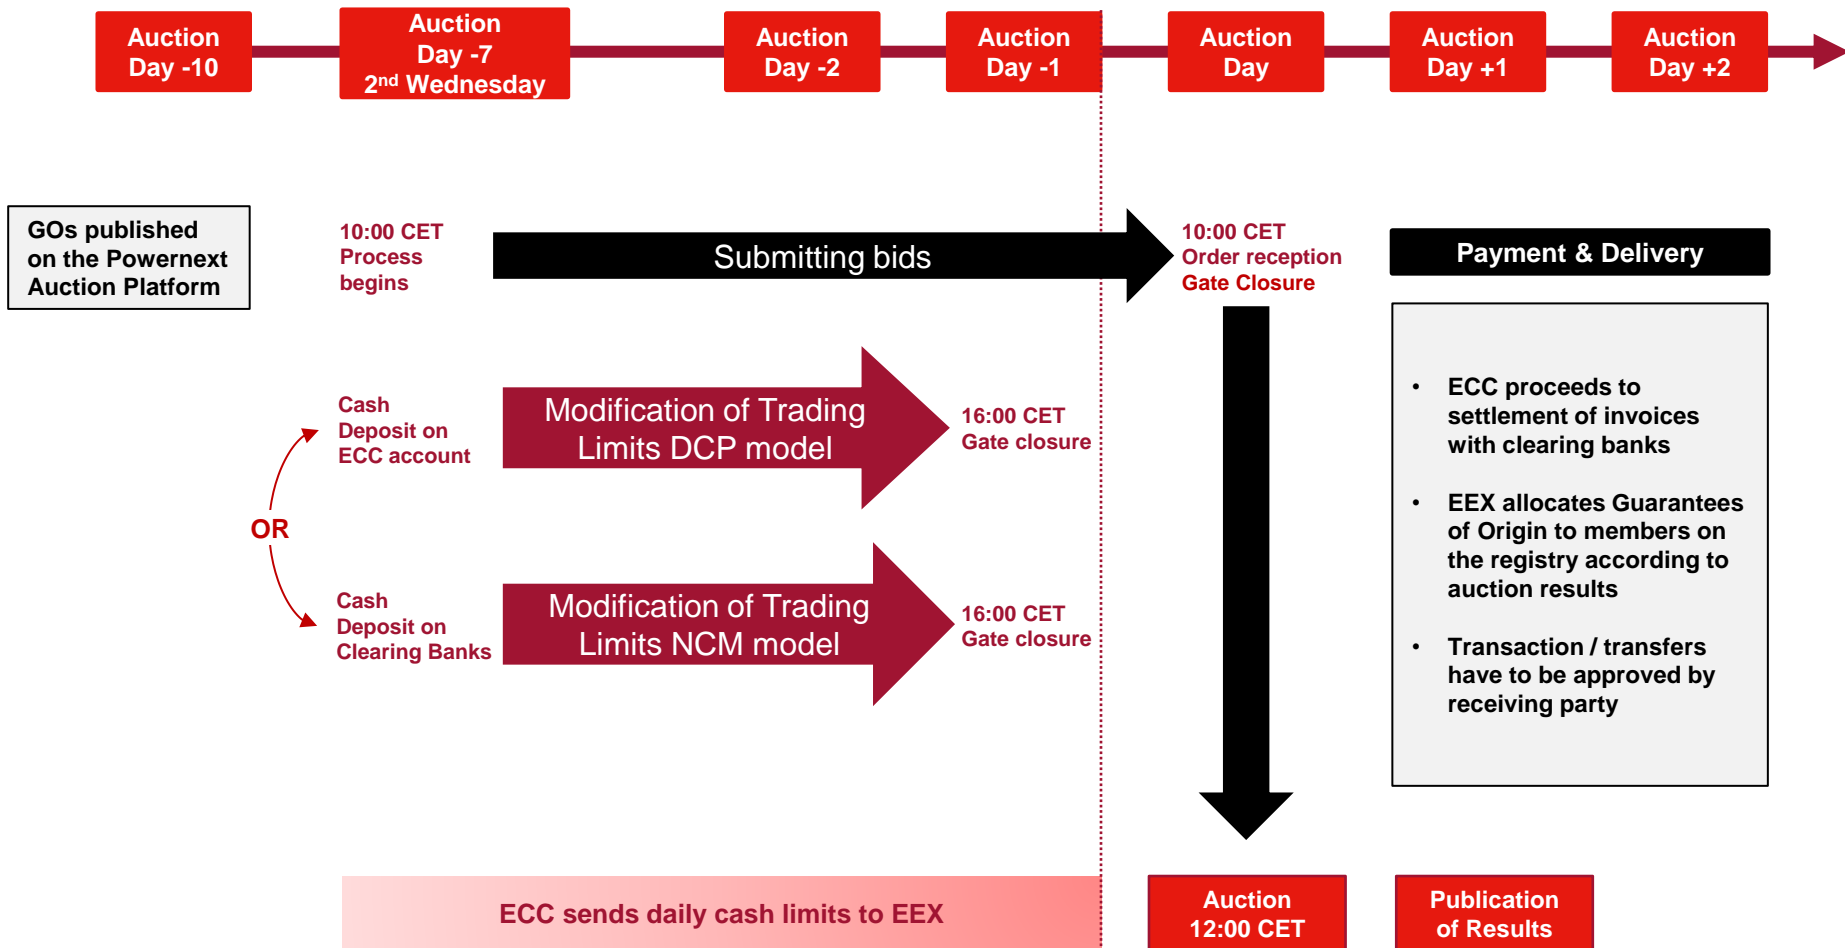 Auction
Day -10
Auction
Day -7
2nd Wednesday
Auction
Day -2
Auction
Day -1
Auction
Day
Auction
Day +1
Auction
Day +2
GOs published
on the Powernext
Auction Platform
10:00 CET
Process
begins
Submitting bids
10:00 CET
Order reception
Gate Closure
Payment & Delivery
Cash
Deposit on
ECC account
Modification of Trading
Limits DCP model
16:00 CET
Gate closure
OR
Cash
Deposit on
Clearing Banks
Modification of Trading
Limits NCM model
16:00 CET
Gate closure
• ECC proceeds to
settlement of invoices
with clearing banks
• EEX allocates Guarantees
of Origin to members on
the registry according to
auction results
• Transaction / transfers
have to be approved by
receiving party
ECC sends daily cash limits to EEX
Auction
12:00 CET
Publication
of Results